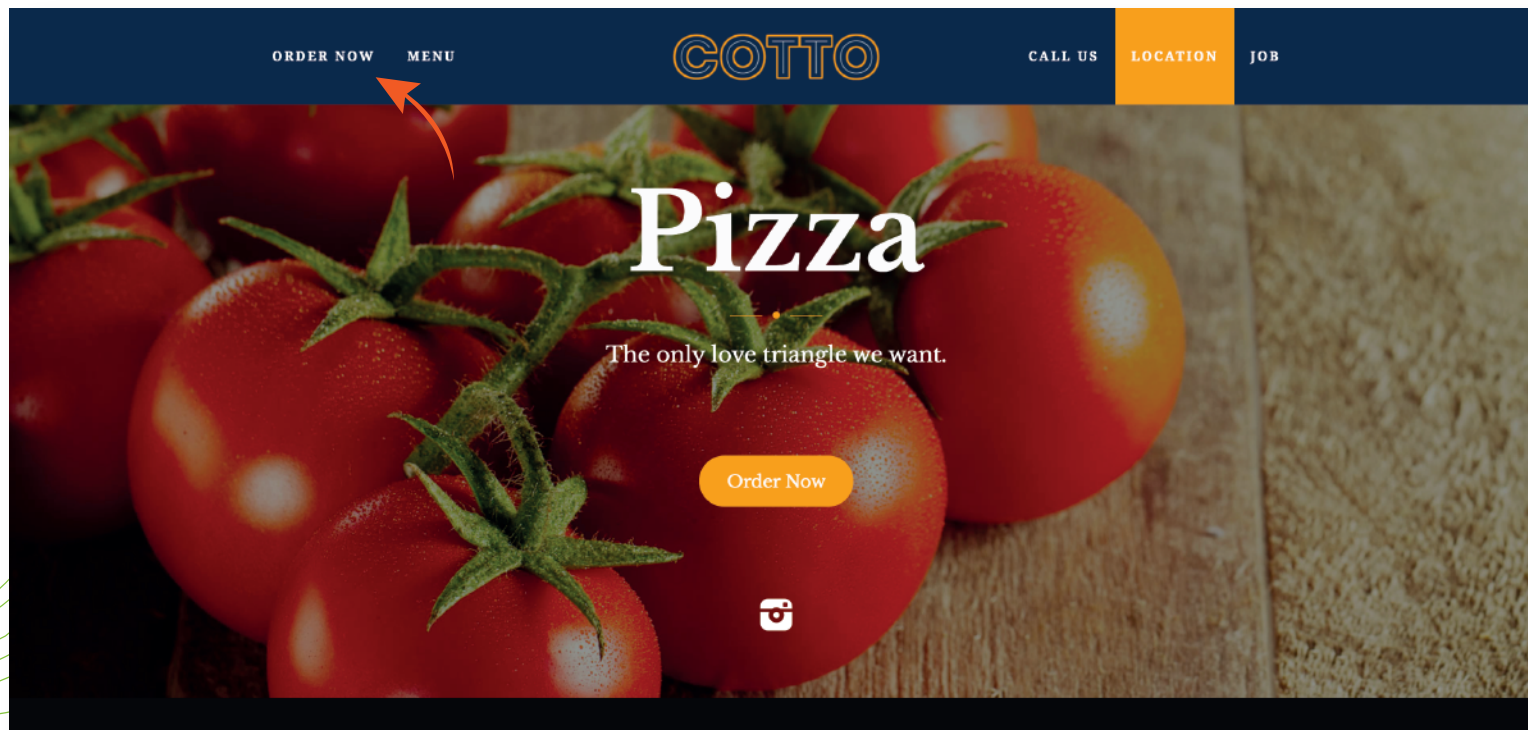 ORDER NOW MENU COTTO CALL US LOCATION JOB
Pizza
The only love triangle we want.
Order Now